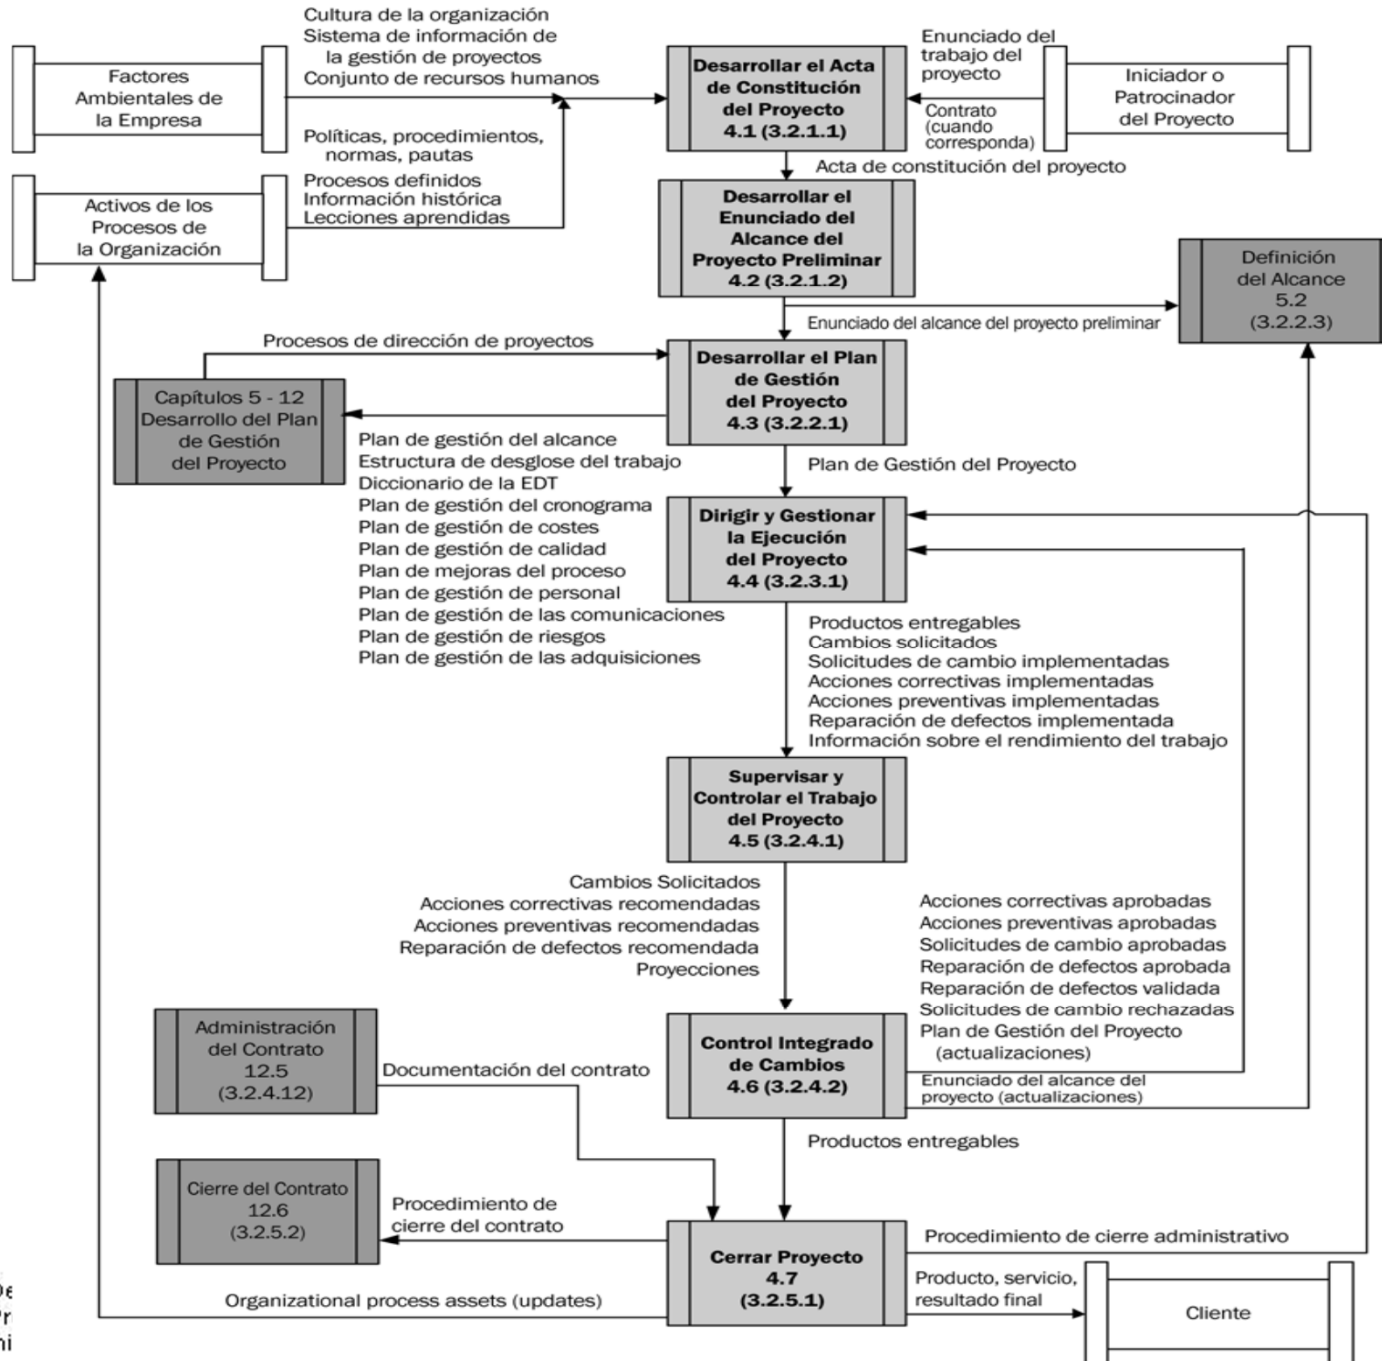 Cultura de la organización
Sistema de información de
la gestión de proyectos
Conjunto de recursos humanos
Factores
Ambientales de
la Empresa
Políticas, procedimientos,
normas, pautas
Procesos definidos
Información histórica
Lecciones aprendidas
Activos de los
Procesos de
la Organización
Desarrollar el Acta
de Constitución
del Proyecto
4.1 (3.2.1.1)
Enunciado del
trabajo del
proyecto
Contrato
(cuando
corresponda)
Iniciador o
Patrocinador
del Proyecto
Acta de constitución del proyecto
Desarrollar el
Enunciado del
Alcance del
Proyecto Preliminar
4.2 (3.2.1.2)
Definición
del Alcance
5.2
(3.2.2.3)
Enunciado del alcance del proyecto preliminar
Procesos de dirección de proyectos
Desarrollar el Plan
de Gestión
del Proyecto
4.3 (3.2.2.1)
Capítulos 5 - 12
Desarrollo del Plan
de Gestión
del Proyecto
Plan de gestión del alcance
Estructura de desglose del trabajo
Diccionario de la EDT
Plan de gestión del cronograma
Plan de gestión de costes
Plan de gestión de calidad
Plan de mejoras del proceso
Plan de gestión de personal
Plan de gestión de las comunicaciones
Plan de gestión de riesgos
Plan de gestión de las adquisiciones
Plan de Gestión del Proyecto
Dirigir y Gestionar
la Ejecución
del Proyecto
4.4 (3.2.3.1)
Productos entregables
Cambios solicitados
Solicitudes de cambio implementadas
Acciones correctivas implementadas
Acciones preventivas implementadas
Reparación de defectos implementada
Información sobre el rendimiento del trabajo
Supervisar y
Controlar el Trabajo
del Proyecto
4.5 (3.2.4.1)
Cambios Solicitados
Acciones correctivas recomendadas
Acciones preventivas recomendadas
Reparación de defectos recomendada
Proyecciones
Acciones correctivas aprobadas
Acciones preventivas aprobadas
Solicitudes de cambio aprobadas
Reparación de defectos aprobada
Reparación de defectos validada
Solicitudes de cambio rechazadas
Plan de Gestión del Proyecto
(actualizaciones)
Enunciado del alcance del
proyecto (actualizaciones)
Control Integrado
de Cambios
4.6 (3.2.4.2)
Administración
del Contrato
12.5
(3.2.4.12)
Documentación del contrato
Productos entregables
Cierre del Contrato
12.6
(3.2.5.2)
Procedimiento de
cierre del contrato
Cerrar Proyecto
4.7
(3.2.5.1)
Procedimiento de cierre administrativo
Producto, servicio,
resultado final
Cliente
Organizational process assets (updates)